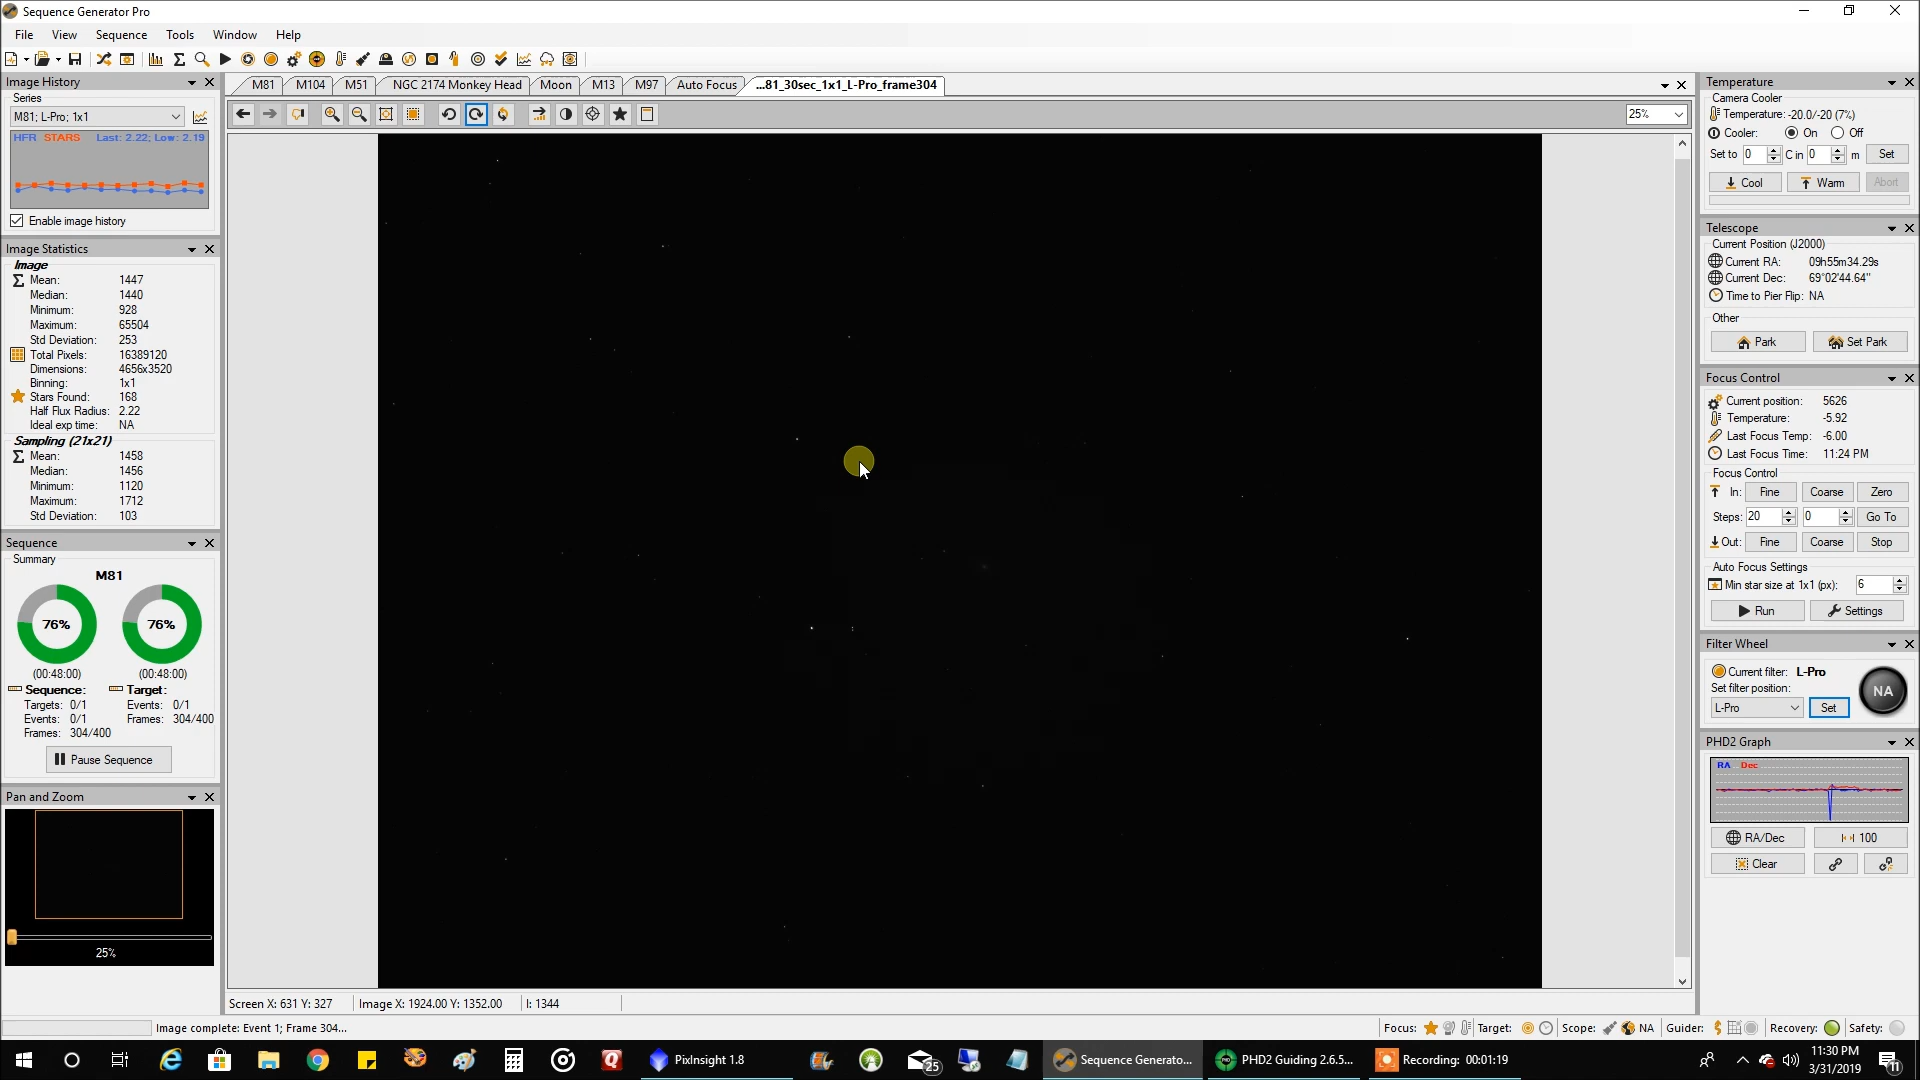 Sequence Generator Pro
File View Sequence Tools Window Help
Image History
Series
M81; L-Pro; 1x1
HFR STARS Last: 2.22; Low: 2.19
Enable image history
Image Statistics
Image
Mean: 1447
Median: 1440
Minimum: 928
Maximum: 65504
Std Deviation: 253
Total Pixels: 16389120
Dimensions: 4656x3520
Binning: 1x1
Stars Found: 168
Half Flux Radius: 2.22
Ideal exp time: NA
Sampling (21x21)
Mean: 1458
Median: 1456
Minimum: 1120
Maximum: 1712
Std Deviation: 103
Sequence
Summary
M81
76% 76%
(00:48:00) (00:48:00)
Sequence: Target:
Targets: 0/1 Events: 0/1
Events: 0/1 Frames: 304/400
Frames: 304/400
Pause Sequence
Pan and Zoom
25%
M81 M104 M51 NGC 2174 Monkey Head Moon M13 M97 Auto Focus ...81_30sec_1x1_L-Pro_frame304
25%
Screen X: 631 Y: 327 Image X: 1924.00 Y: 1352.00 I: 1344
Temperature
Camera Cooler
Temperature: -20.0/-20 (7%)
Cooler: On Off
Set to 0 C in 0 m Set
Cool Warm Abort
Telescope
Current Position (J2000)
Current RA: 09h55m34.29s
Current Dec: 69°02'44.64"
Time to Pier Flip: NA
Other
Park Set Park
Focus Control
Current position: 5626
Temperature: -5.92
Last Focus Temp: -6.00
Last Focus Time: 11:24 PM
Focus Control
In: Fine Coarse Zero
Steps: 20 0 Go To
Out: Fine Coarse Stop
Auto Focus Settings
Min star size at 1x1 (px): 6
Run Settings
Filter Wheel
Current filter: L-Pro
Set filter position:
L-Pro Set NA
PHD2 Graph
RA Dec
RA/Dec 100
Clear
Image complete: Event 1; Frame 304... Focus: Target: Scope: NA Guider: Recovery: Safety:
PixInsight 1.8 25 Sequence Generato... PHD2 Guiding 2.6.5... Recording: 00:01:19 11:30 PM
3/31/2019 11